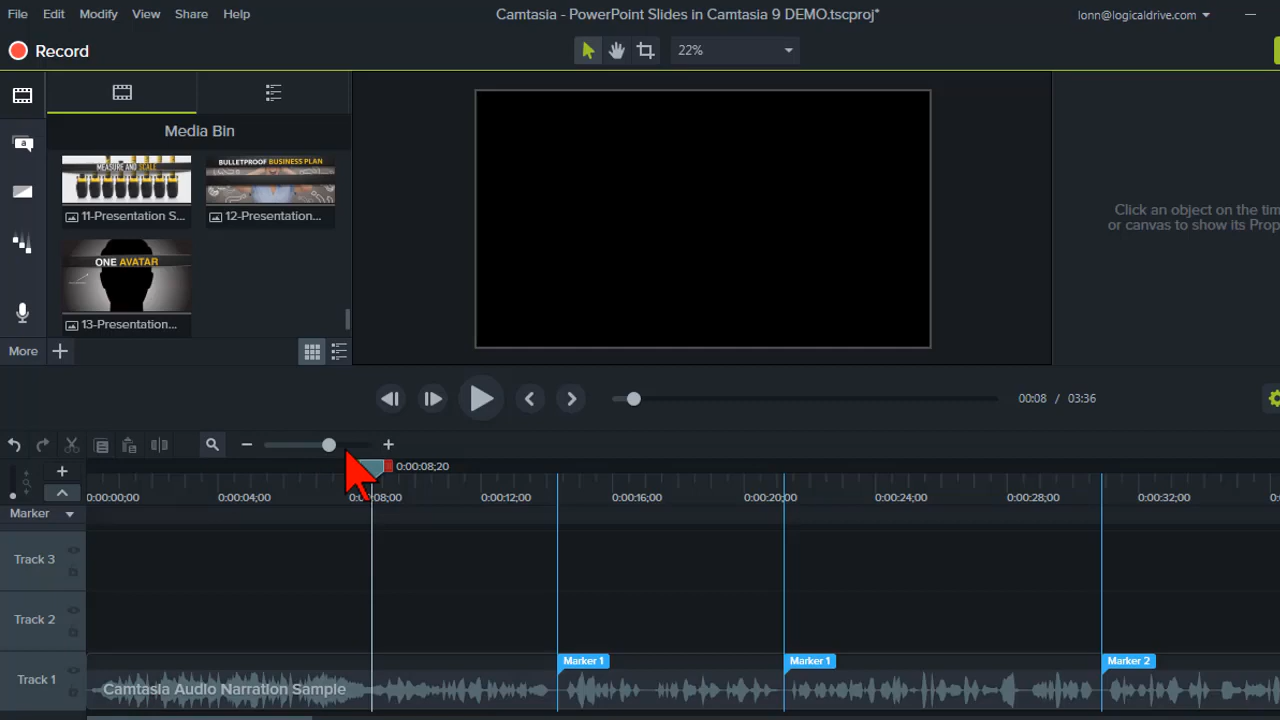 File Edit Modify View Share Help Camtasia - PowerPoint Slides in Camtasia 9 DEMO.tscproj* lonn@logicaldrive.com
Record 22%
Media Bin
MEASURE AND SCALE BULLETPROOF BUSINESS PLAN
11-Presentation S... 12-Presentation...
Click an object on the tim
or canvas to show its Prop
ONE AVATAR
13-Presentation...
More
00:08 / 03:36
0:00:08;20
0:00:00;00 0:00:04;00 0:00:08;00 0:00:12;00 0:00:16;00 0:00:20;00 0:00:24;00 0:00:28;00 0:00:32;00
Marker
Track 3
Track 2
Marker 1 Marker 1 Marker 2
Track 1
Camtasia Audio Narration Sample